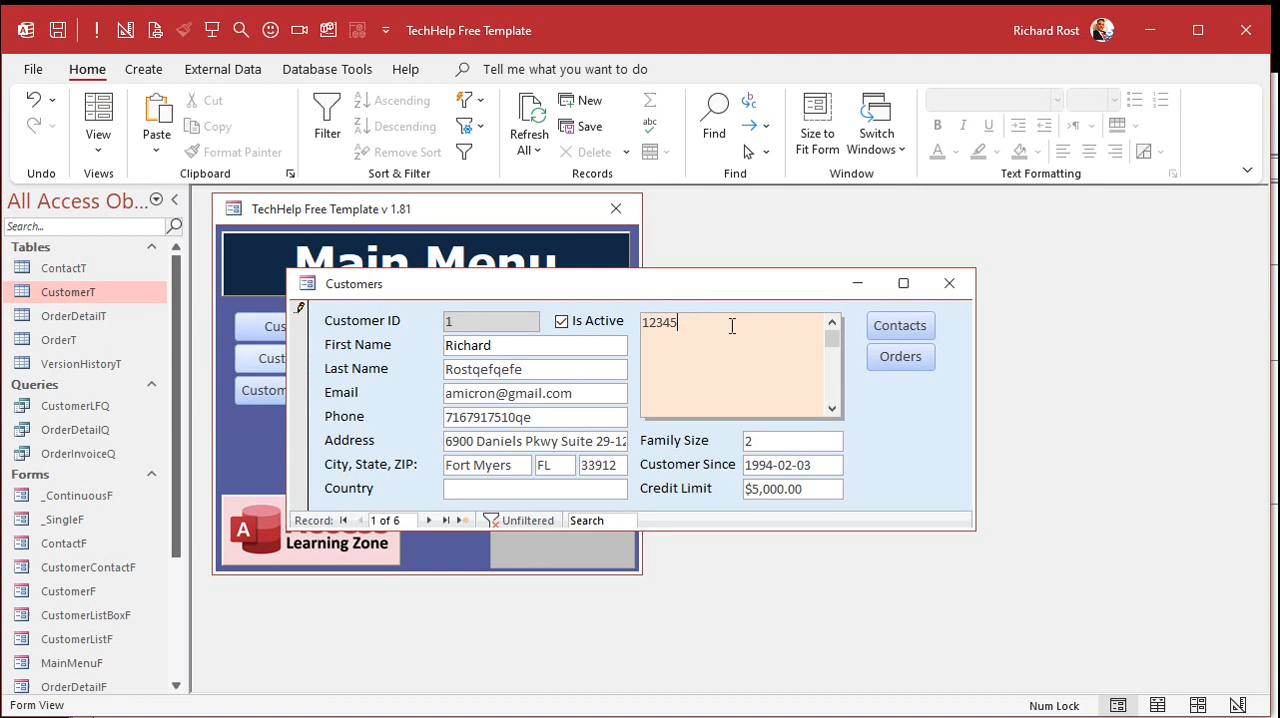 TechHelp Free Template
Richard Rost
File Home Create External Data Database Tools Help Tell me what you want to do
Undo
View
Views
Paste
Cut
Copy
Format Painter
Clipboard
Filter
Ascending
Descending
Remove Sort
Sort & Filter
Refresh All
New
Save
Delete
Records
Find
Find
Size to Fit Form
Switch Windows
Window
Text Formatting
All Access Ob...
Search...
Tables
ContactT
CustomerT
OrderDetailT
OrderT
VersionHistoryT
Queries
CustomerLFQ
OrderDetailQ
OrderInvoiceQ
Forms
_ContinuousF
_SingleF
ContactF
CustomerContactF
CustomerF
CustomerListBoxF
CustomerListF
MainMenuF
OrderDetailF
TechHelp Free Template v 1.81
Main Menu
Cus
Cust
Custom
Learning Zone
Customers
Customer ID 1 Is Active
First Name Richard
Last Name Rostqefqefe
Email amicron@gmail.com
Phone 7167917510qe
Address 6900 Daniels Pkwy Suite 29-12
City, State, ZIP: Fort Myers FL 33912
Country
12345
Family Size 2
Customer Since 1994-02-03
Credit Limit $5,000.00
Contacts
Orders
Record: 1 of 6 Unfiltered Search
Form View
Num Lock